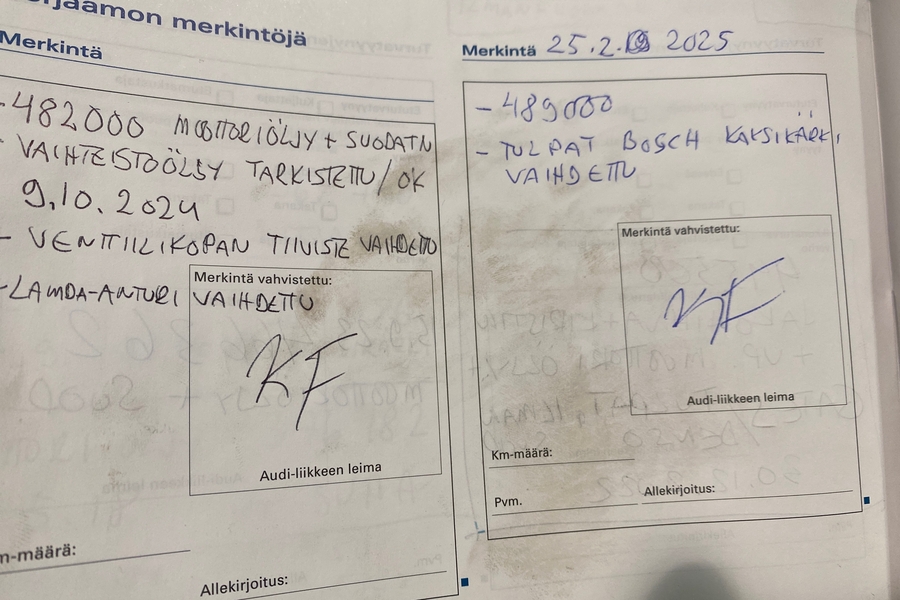 merkintöjä
Merkintä
- 482000 MOOTTORIÖLJY + SUODATIN
- VAIHTEISTOÖLJY TARKISTETTU / OK
9.10.2024
- VENTTIILIKOPAN TIIVISTE VAIHDETTU
- LAMDA-ANTURI VAIHDETTU
Merkintä vahvistettu:
KF
Audi-liikkeen leima
m-määrä:
Allekirjoitus:
Merkintä 25.2. 2025
- 489000
- TULPAT BOSCH KAKSIKÄRKI
VAIHDETTU
Merkintä vahvistettu:
KF
Audi-liikkeen leima
Km-määrä:
Pvm.
Allekirjoitus: